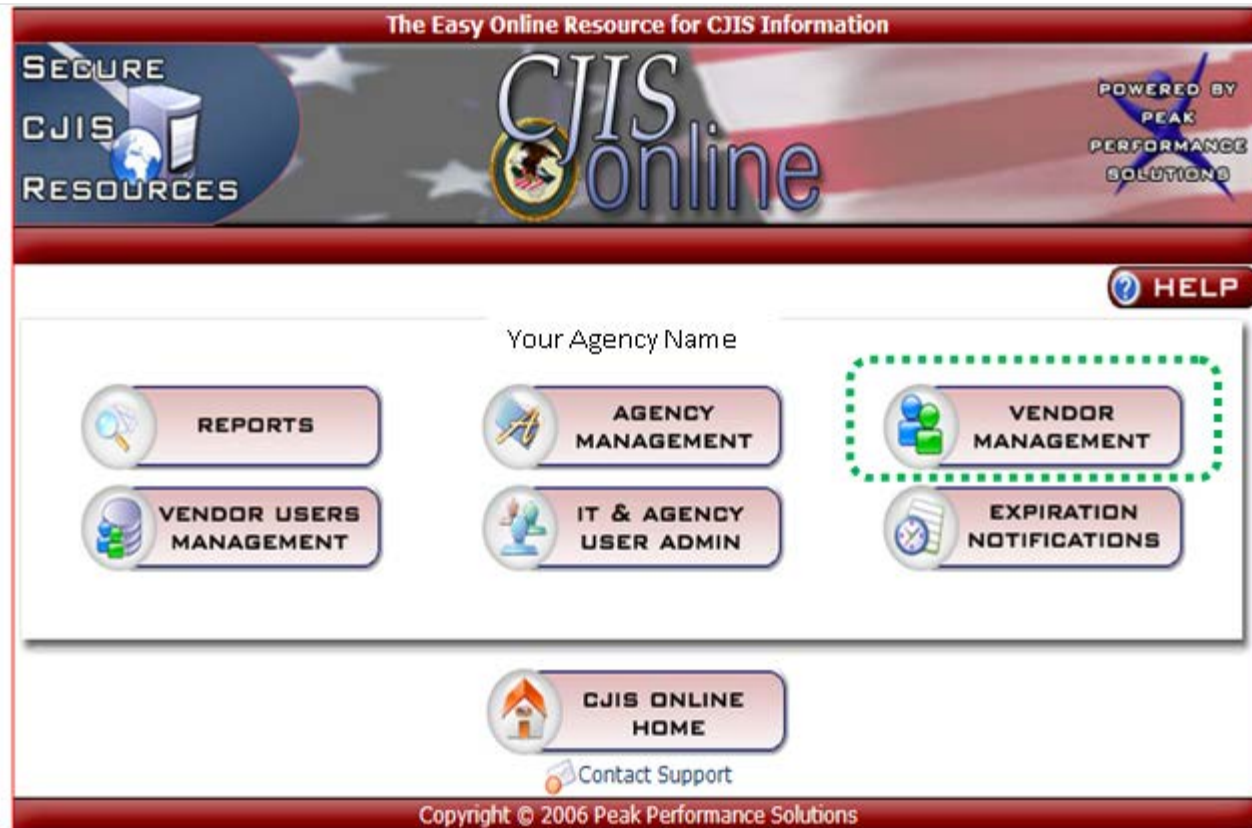 The Easy Online Resource for CJIS Information
SECURE
CJIS
RESOURCES
CJIS
online
POWERED BY
PEAK
PERFORMANCE
SOLUTIONS
HELP
Your Agency Name
REPORTS
AGENCY
MANAGEMENT
VENDOR
MANAGEMENT
VENDOR USERS
MANAGEMENT
IT & AGENCY
USER ADMIN
EXPIRATION
NOTIFICATIONS
CJIS ONLINE
HOME
Contact Support
Copyright © 2006 Peak Performance Solutions